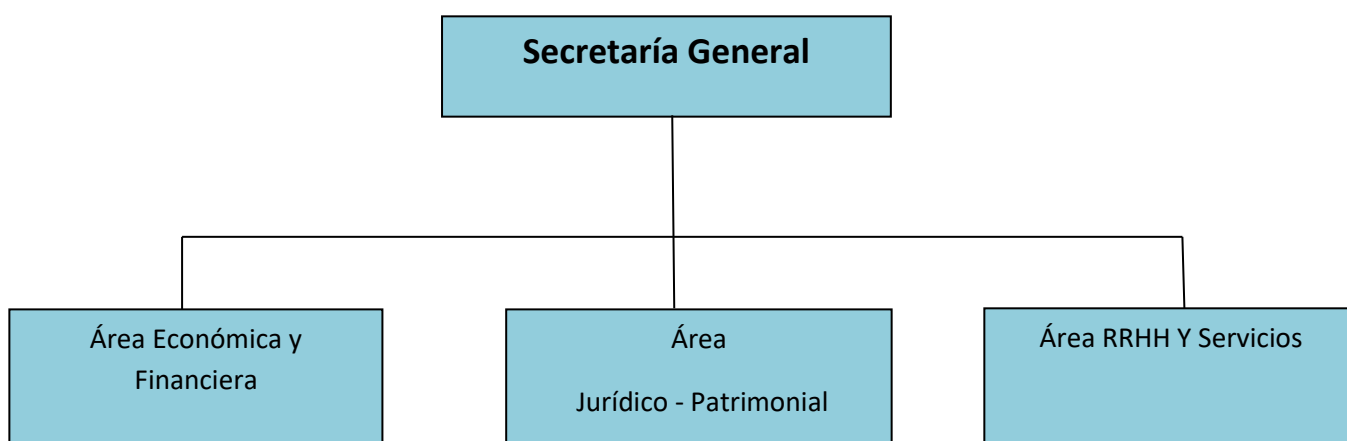 Secretaría General
Área Económica y
Financiera
Área
Jurídico - Patrimonial
Área RRHH Y Servicios